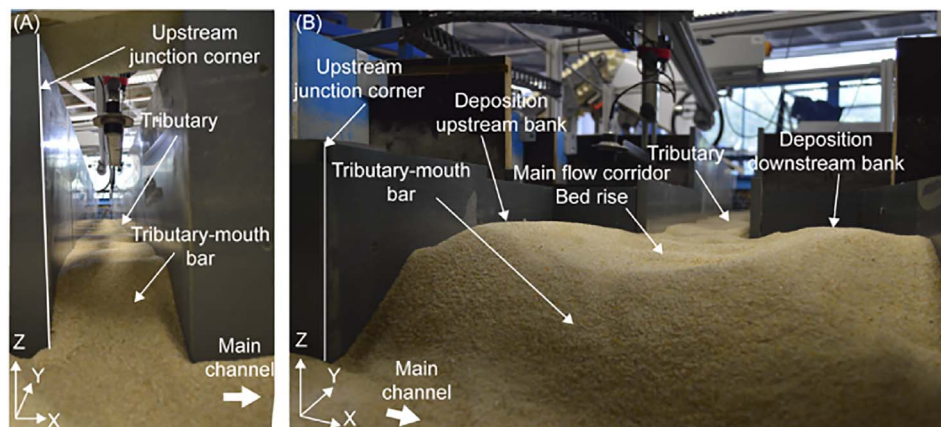 (A)
Upstream
junction corner
Tributary
Tributary-mouth
bar
Z
Y
X
Main
channel
(B)
Upstream
junction corner
Deposition
upstream bank
Tributary
Deposition
downstream bank
Tributary-mouth
bar
Main flow corridor
Bed rise
Z
Y
X
Main
channel